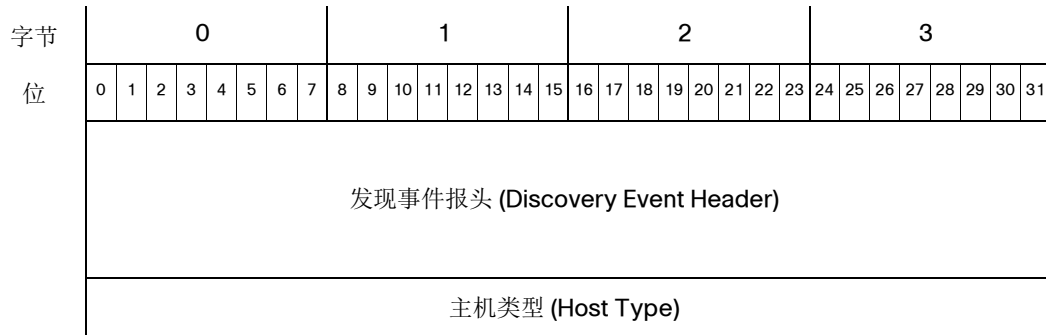 字节 0 1 2 3
位 0 1 2 3 4 5 6 7 8 9 10 11 12 13 14 15 16 17 18 19 20 21 22 23 24 25 26 27 28 29 30 31
发现事件报头 (Discovery Event Header)
主机类型 (Host Type)